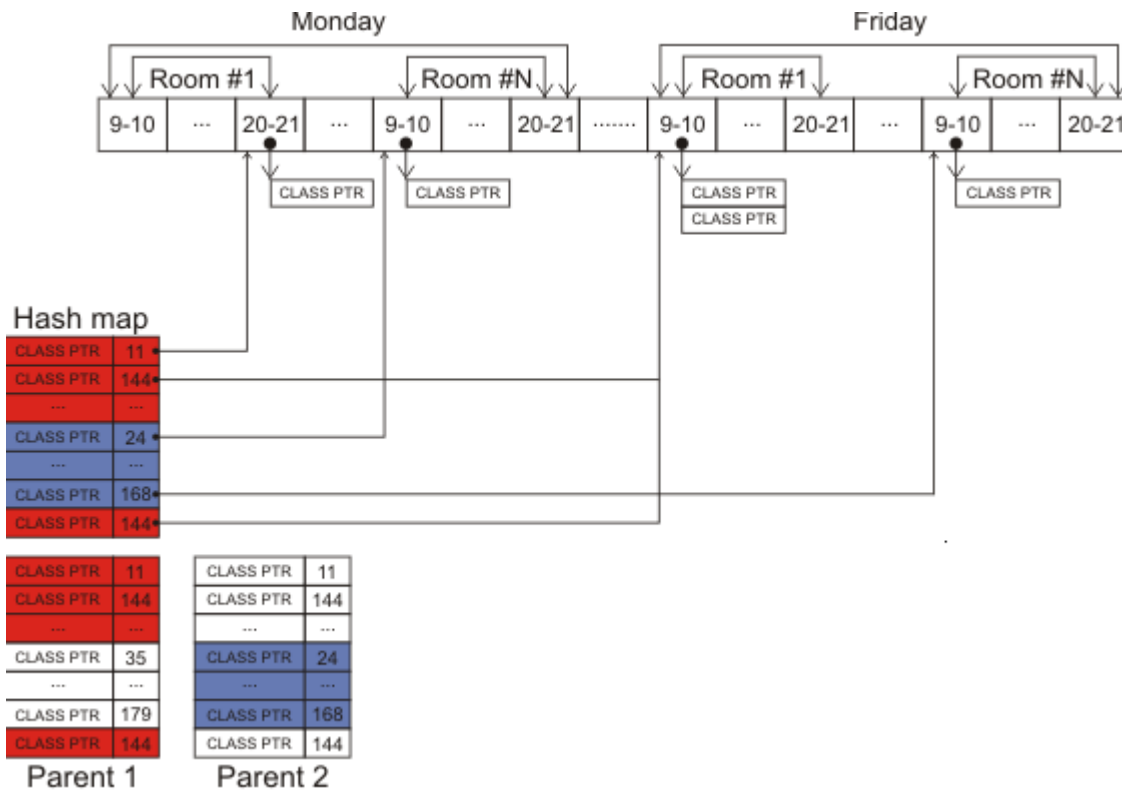 Monday Friday
Room #1 Room #N Room #1 Room #N
9-10 ... 20-21 ... 9-10 ... 20-21 ....... 9-10 ... 20-21 ... 9-10 ... 20-21
CLASS PTR CLASS PTR CLASS PTR CLASS PTR
CLASS PTR
Hash map
CLASS PTR 11
CLASS PTR 144
... ...
CLASS PTR 24
... ...
CLASS PTR 168
CLASS PTR 144
CLASS PTR 11 CLASS PTR 11
CLASS PTR 144 CLASS PTR 144
... ... ... ...
CLASS PTR 35 CLASS PTR 24
... ... ... ...
CLASS PTR 179 CLASS PTR 168
CLASS PTR 144 CLASS PTR 144
Parent 1 Parent 2